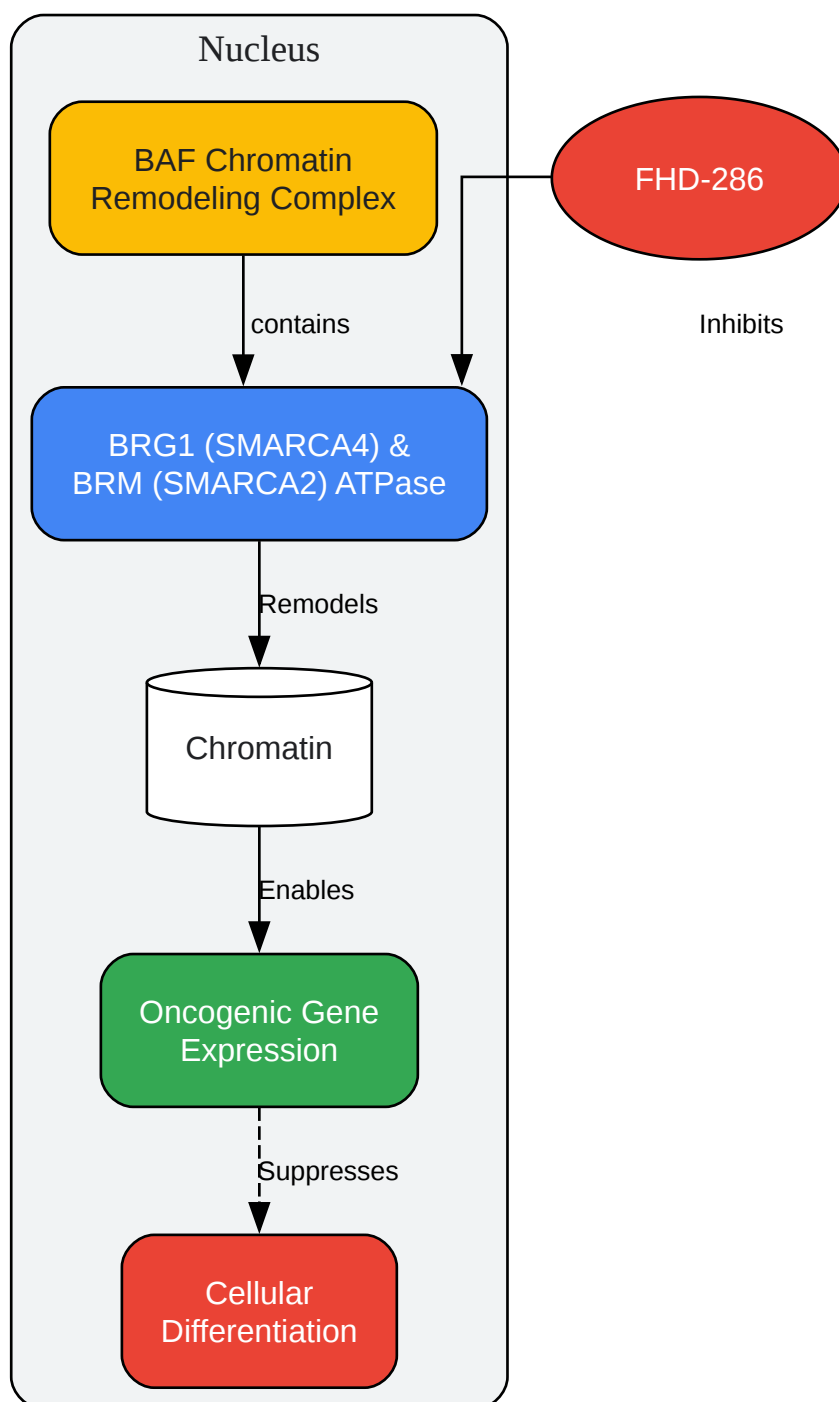 Nucleus
BAF Chromatin
Remodeling Complex
FHD-286
contains
Inhibits
BRG1 (SMARCA4) &
BRM (SMARCA2) ATPase
Remodels
Chromatin
Enables
Oncogenic Gene
Expression
Suppresses
Cellular
Differentiation